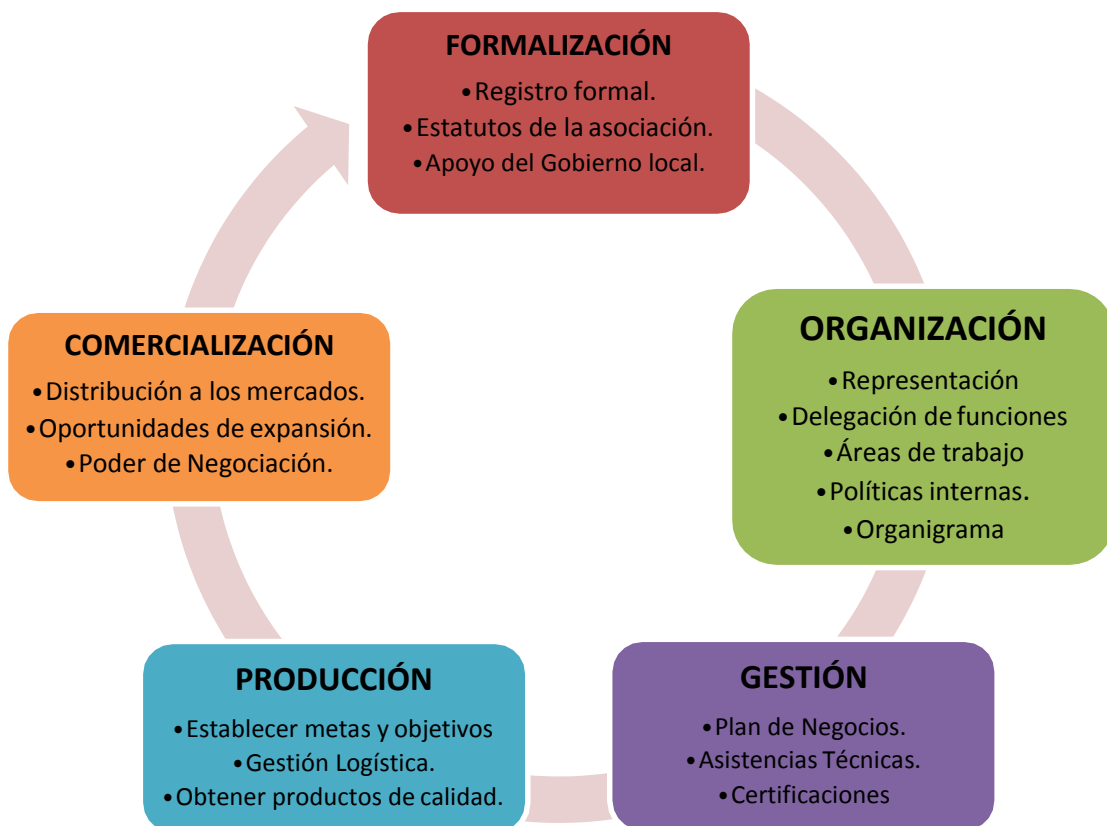 FORMALIZACIÓN
•Registro formal.
•Estatutos de la asociación.
•Apoyo del Gobierno local.
ORGANIZACIÓN
•Representación
•Delegación de funciones
•Áreas de trabajo
•Políticas internas.
•Organigrama
GESTIÓN
•Plan de Negocios.
•Asistencias Técnicas.
•Certificaciones
PRODUCCIÓN
•Establecer metas y objetivos
•Gestión Logística.
•Obtener productos de calidad.
COMERCIALIZACIÓN
•Distribución a los mercados.
•Oportunidades de expansión.
•Poder de Negociación.